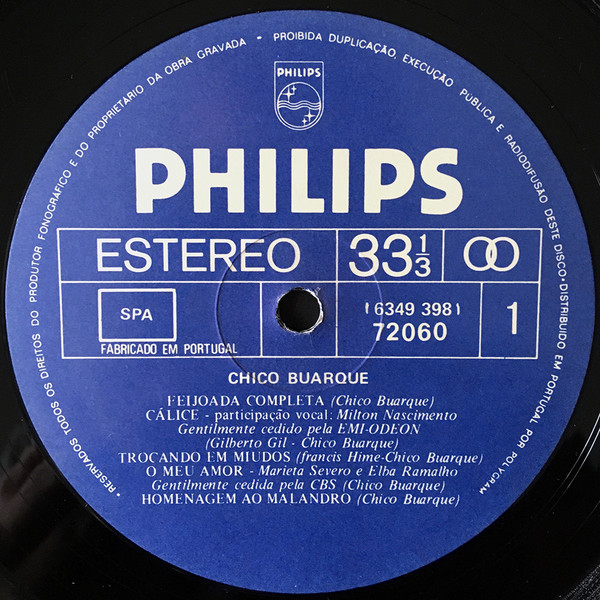 * RESERVADOS TODOS OS DIREITOS DO PRODUTOR FONOGRÁFICO E DO PROPRIETÁRIO DA OBRA GRAVADA - PROIBIDA DUPLICAÇÃO, EXECUÇÃO PÚBLICA E RADIODIFUSÃO DESTE DISCO • DISTRIBUIDO EM PORTUGAL POR POLYGRAM *
PHILIPS
PHILIPS
ESTEREO 33 1/3
SPA
FABRICADO EM PORTUGAL
(6349 398)
72060
1
CHICO BUARQUE
FEIJOADA COMPLETA (Chico Buarque)
CÁLICE - participação vocal: Milton Nascimento
Gentilmente cedido pela EMI-ODEON
(Gilberto Gil - Chico Buarque)
TROCANDO EM MIUDOS (francis Hime-Chico Buarque)
O MEU AMOR - Marieta Severo e Elba Ramalho
Gentilmente cedida pela CBS (Chico Buarque)
HOMENAGEM AO MALANDRO (Chico Buarque)